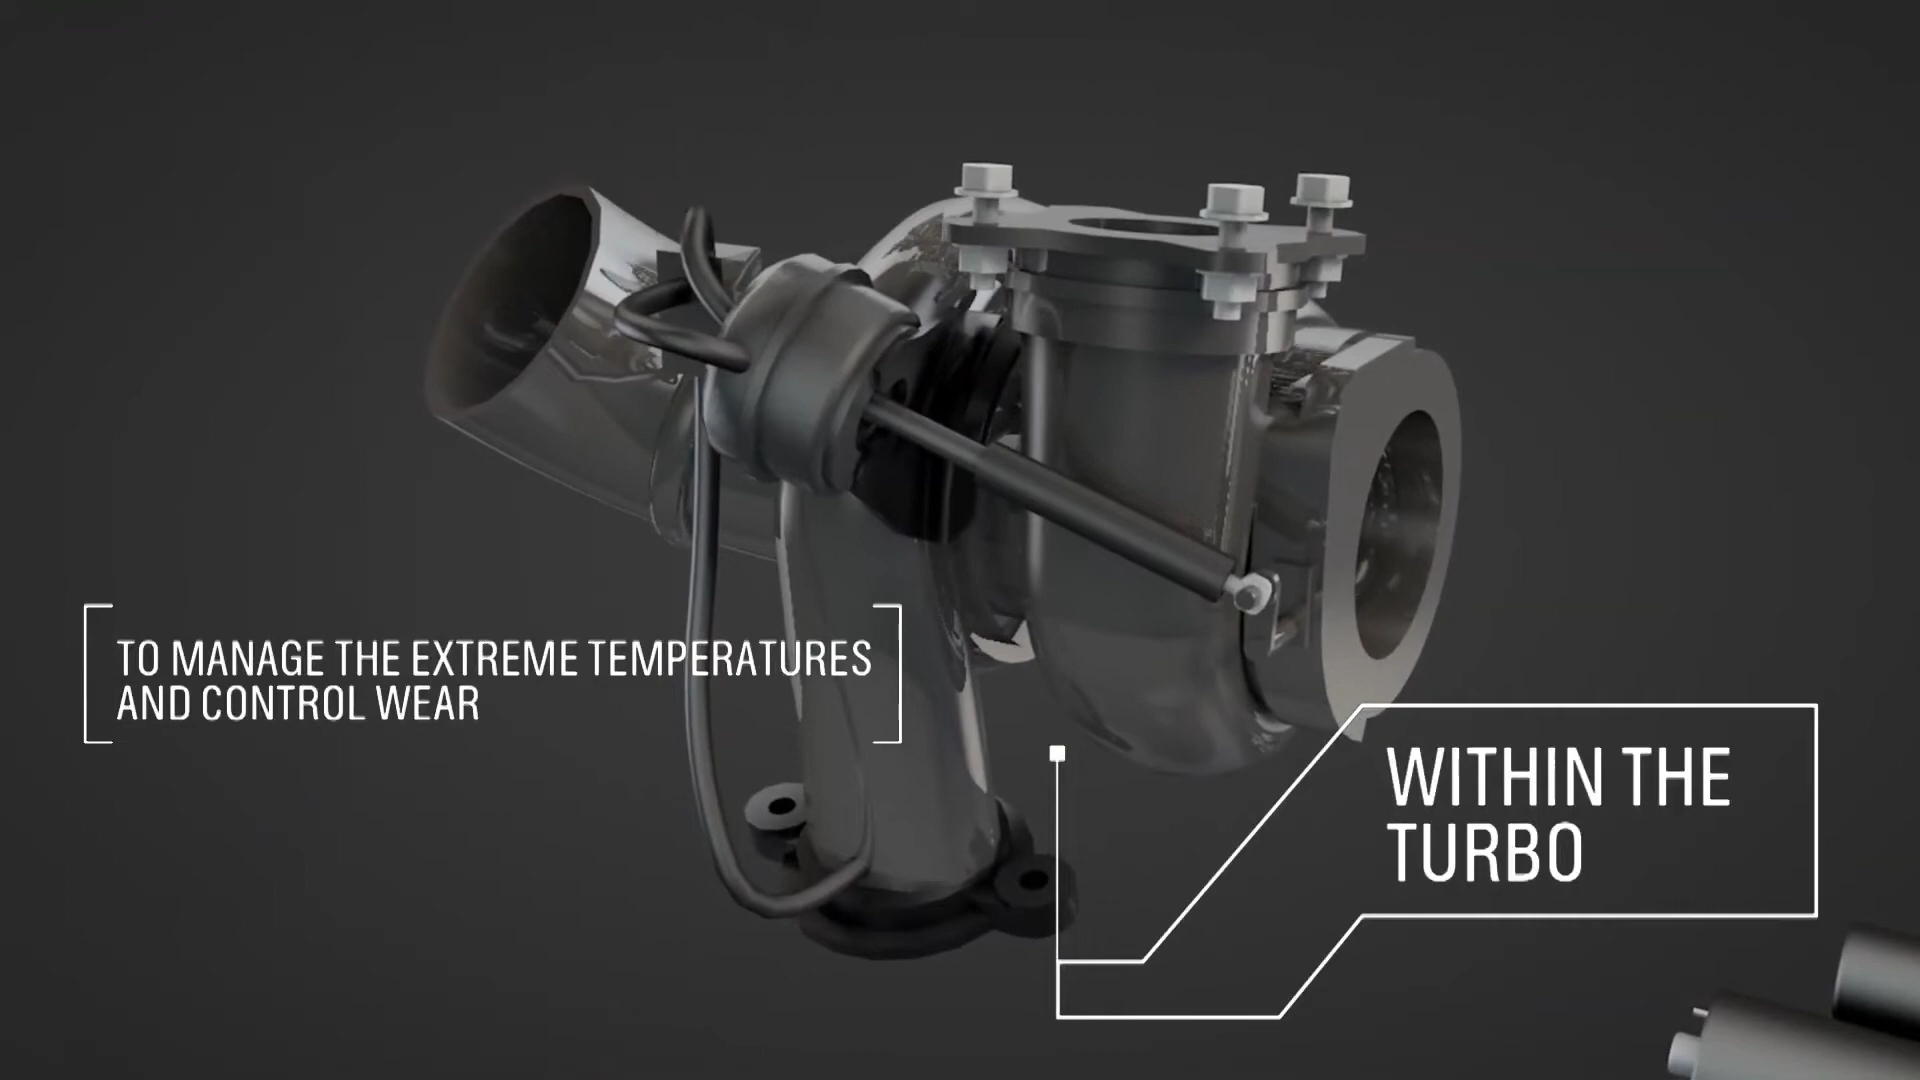 TO MANAGE THE EXTREME TEMPERATURES
AND CONTROL WEAR
WITHIN THE
TURBO